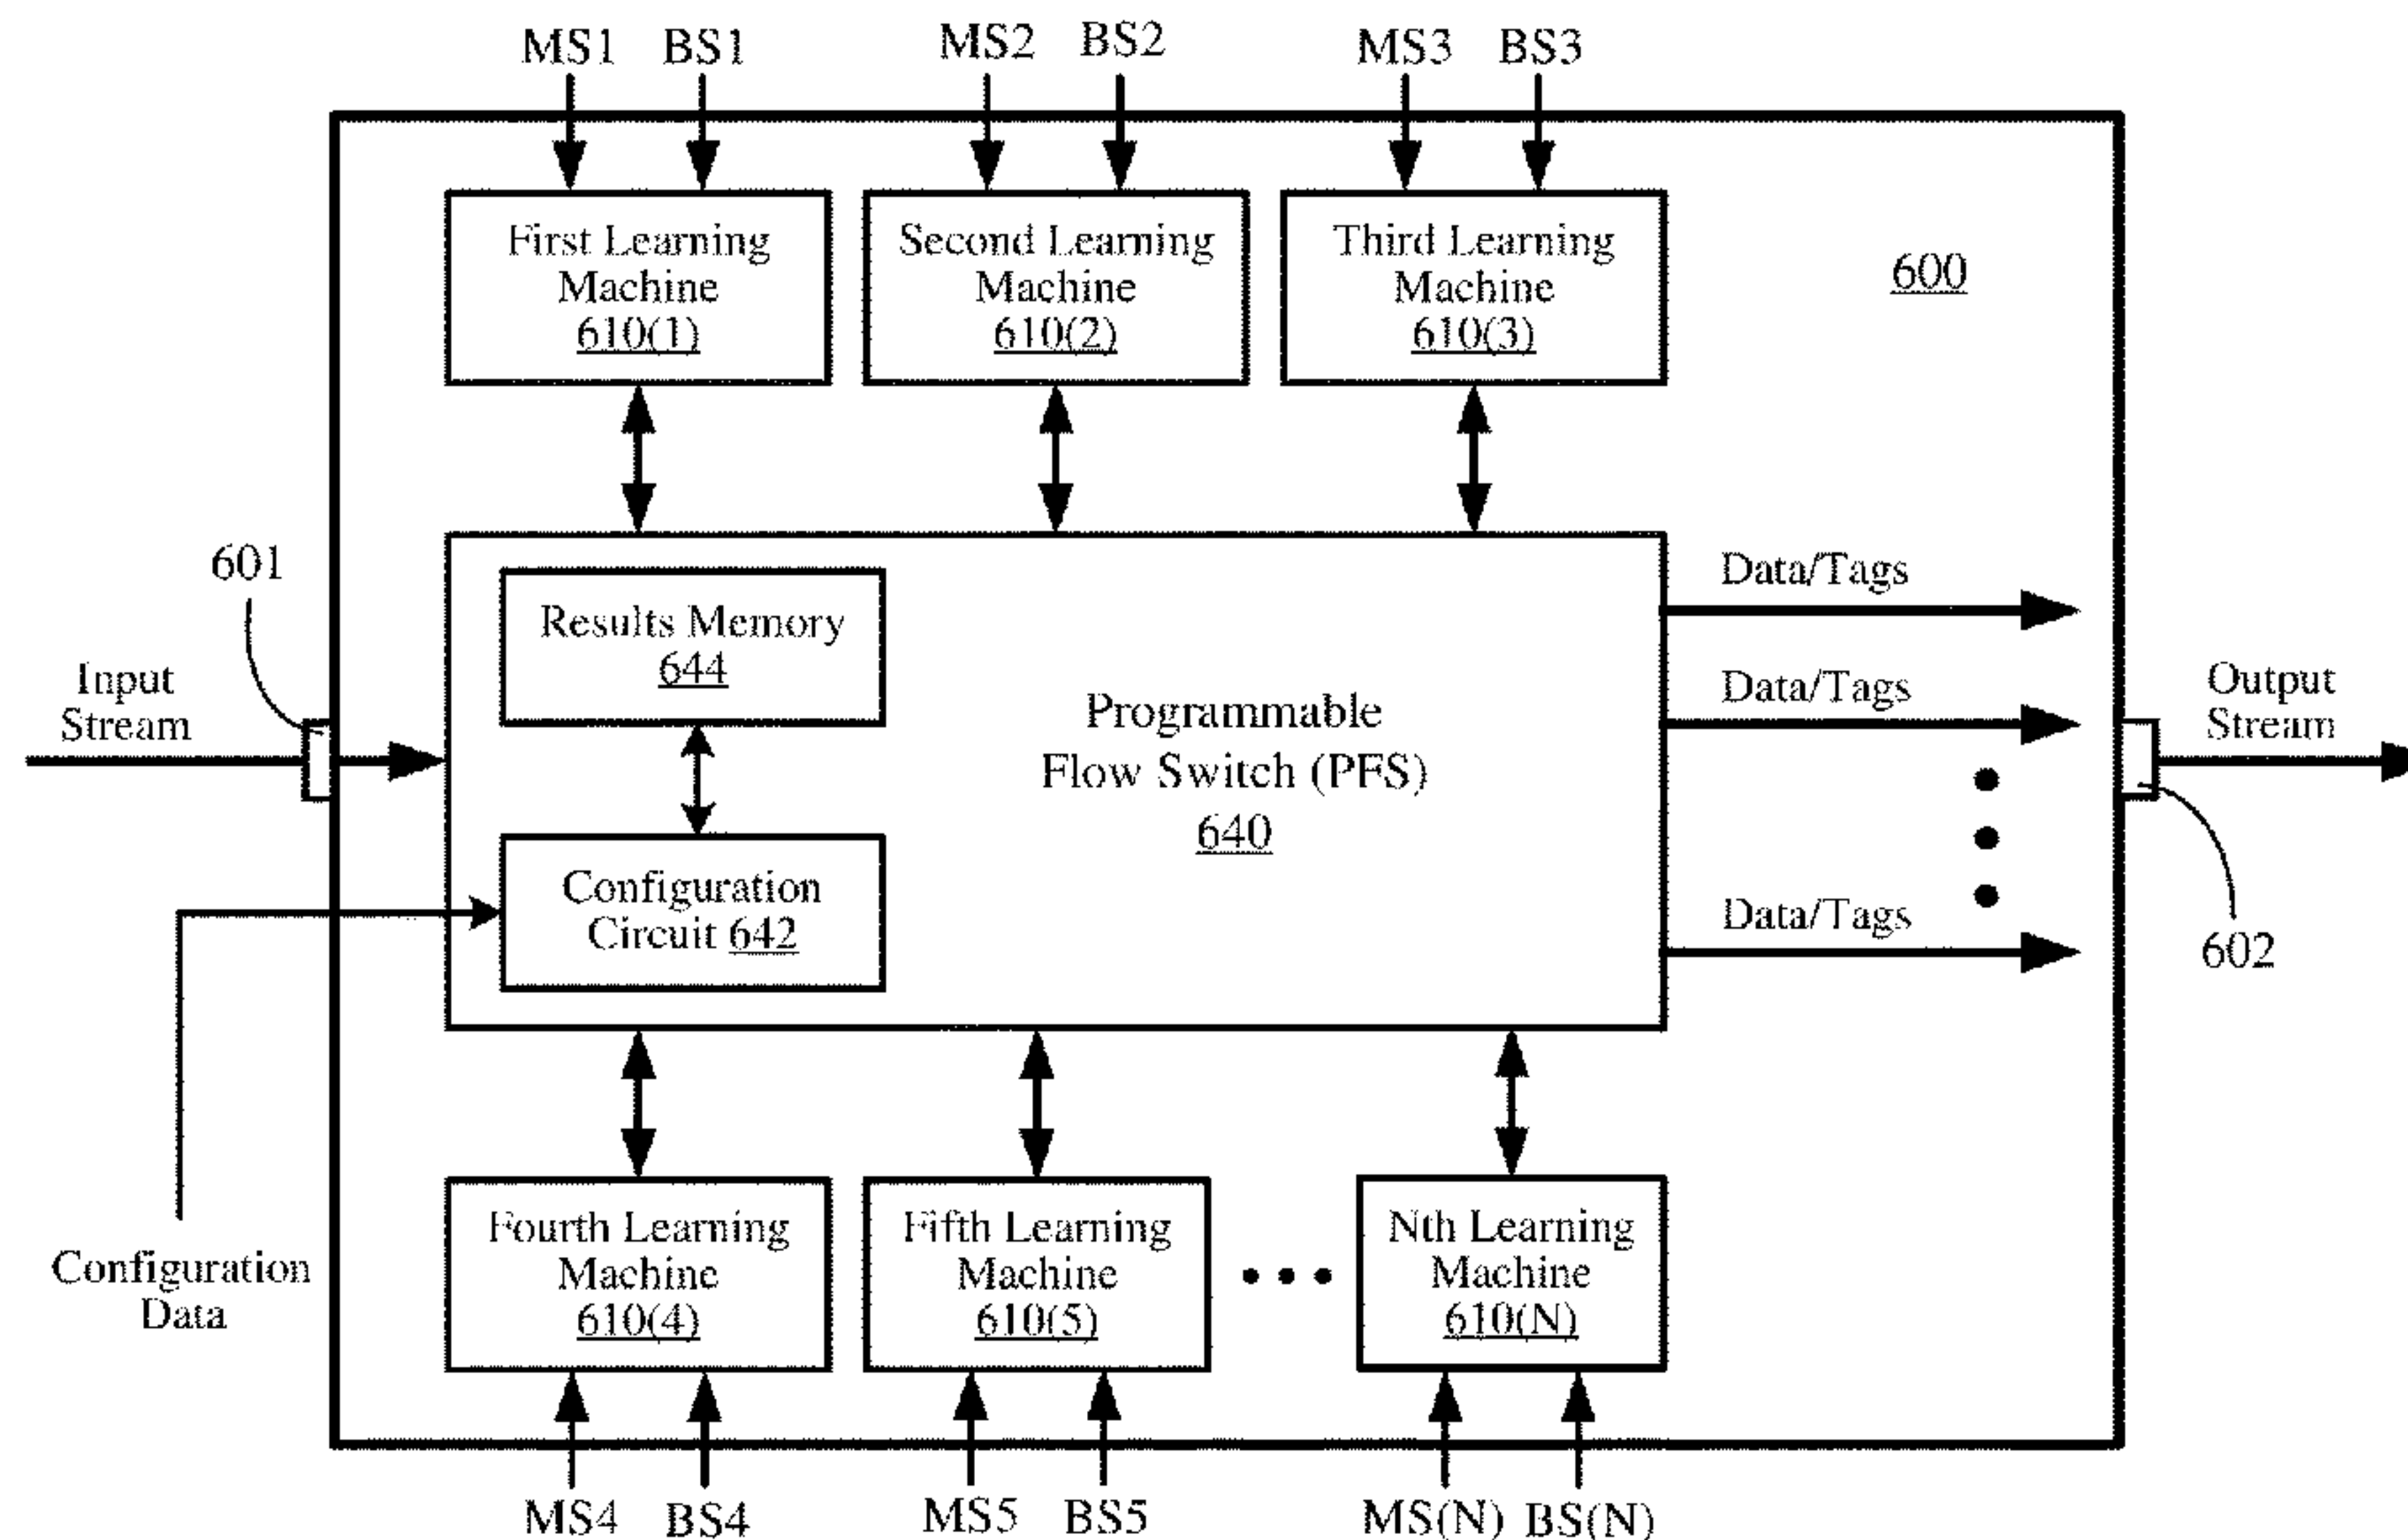 MS1 BS1 MS2 BS2 MS3 BS3
First Learning
Machine
610(1)
Second Learning
Machine
610(2)
Third Learning
Machine
610(3)
600
601
Input
Stream
Results Memory
644
Configuration
Circuit 642
Programmable
Flow Switch (PFS)
640
Data/Tags
Data/Tags
Data/Tags
Output
Stream
602
Configuration
Data
Fourth Learning
Machine
610(4)
Fifth Learning
Machine
610(5)
Nth Learning
Machine
610(N)
MS4 BS4 MS5 BS5 MS(N) BS(N)